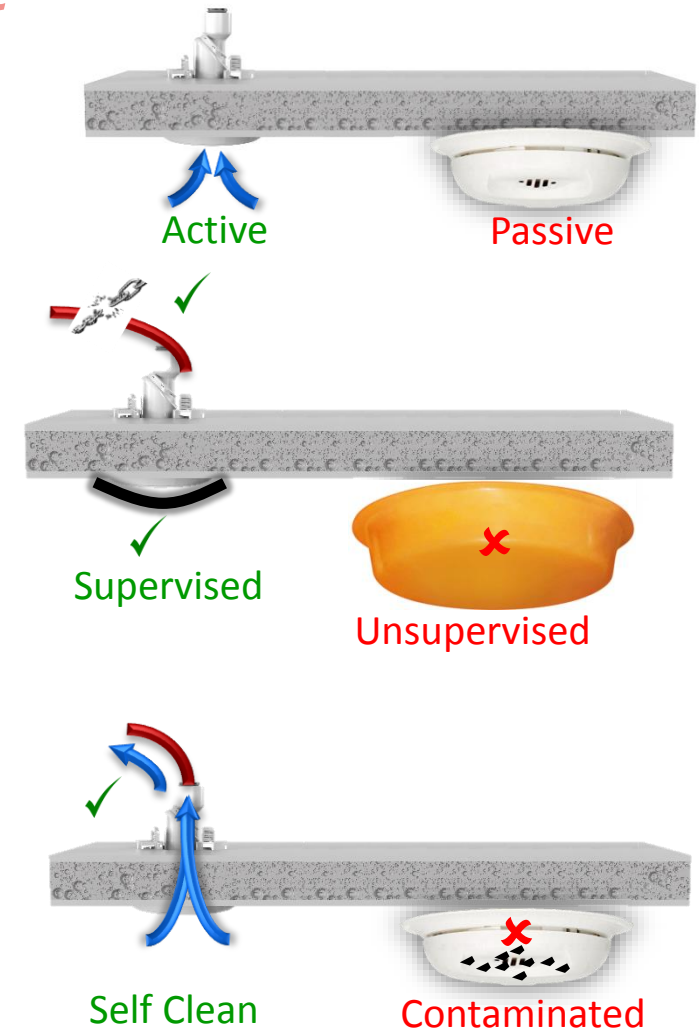 Active
Passive
Supervised
Unsupervised
Self Clean
Contaminated